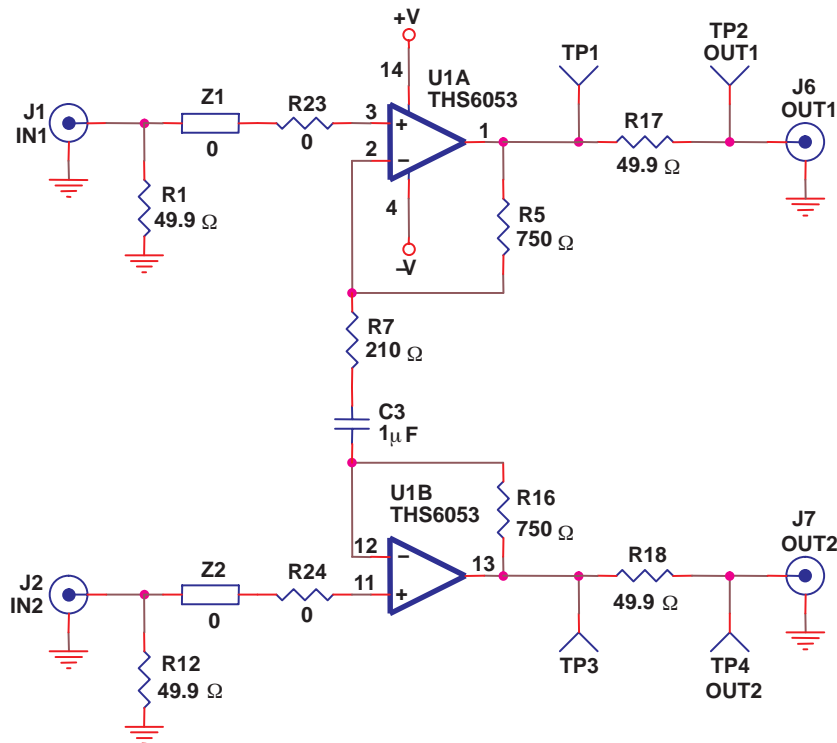 +V
TP1
TP2
OUT1
14
U1A
THS6053
J1
IN1
Z1
0
R23
0
3
+
2
−
1
R17
49.9 Ω
J6
OUT1
R1
49.9 Ω
4
−V
R5
750 Ω
R7
210 Ω
C3
1μF
U1B
THS6053
R16
750 Ω
12
−
11
+
13
R18
49.9 Ω
J7
OUT2
J2
IN2
Z2
0
R24
0
R12
49.9 Ω
TP3
TP4
OUT2